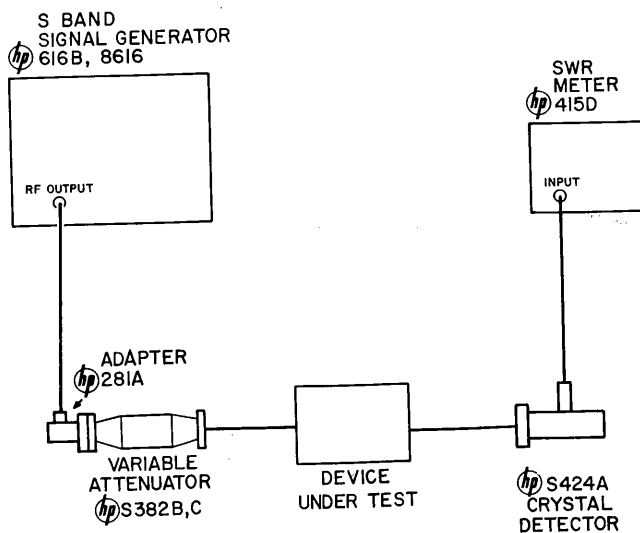 S BAND
SIGNAL GENERATOR
hp 616B, 8616
RF OUTPUT
SWR
METER
hp 415D
INPUT
ADAPTER
hp 281A
VARIABLE
ATTENUATOR
hp S382B,C
DEVICE
UNDER TEST
hp S424A
CRYSTAL
DETECTOR